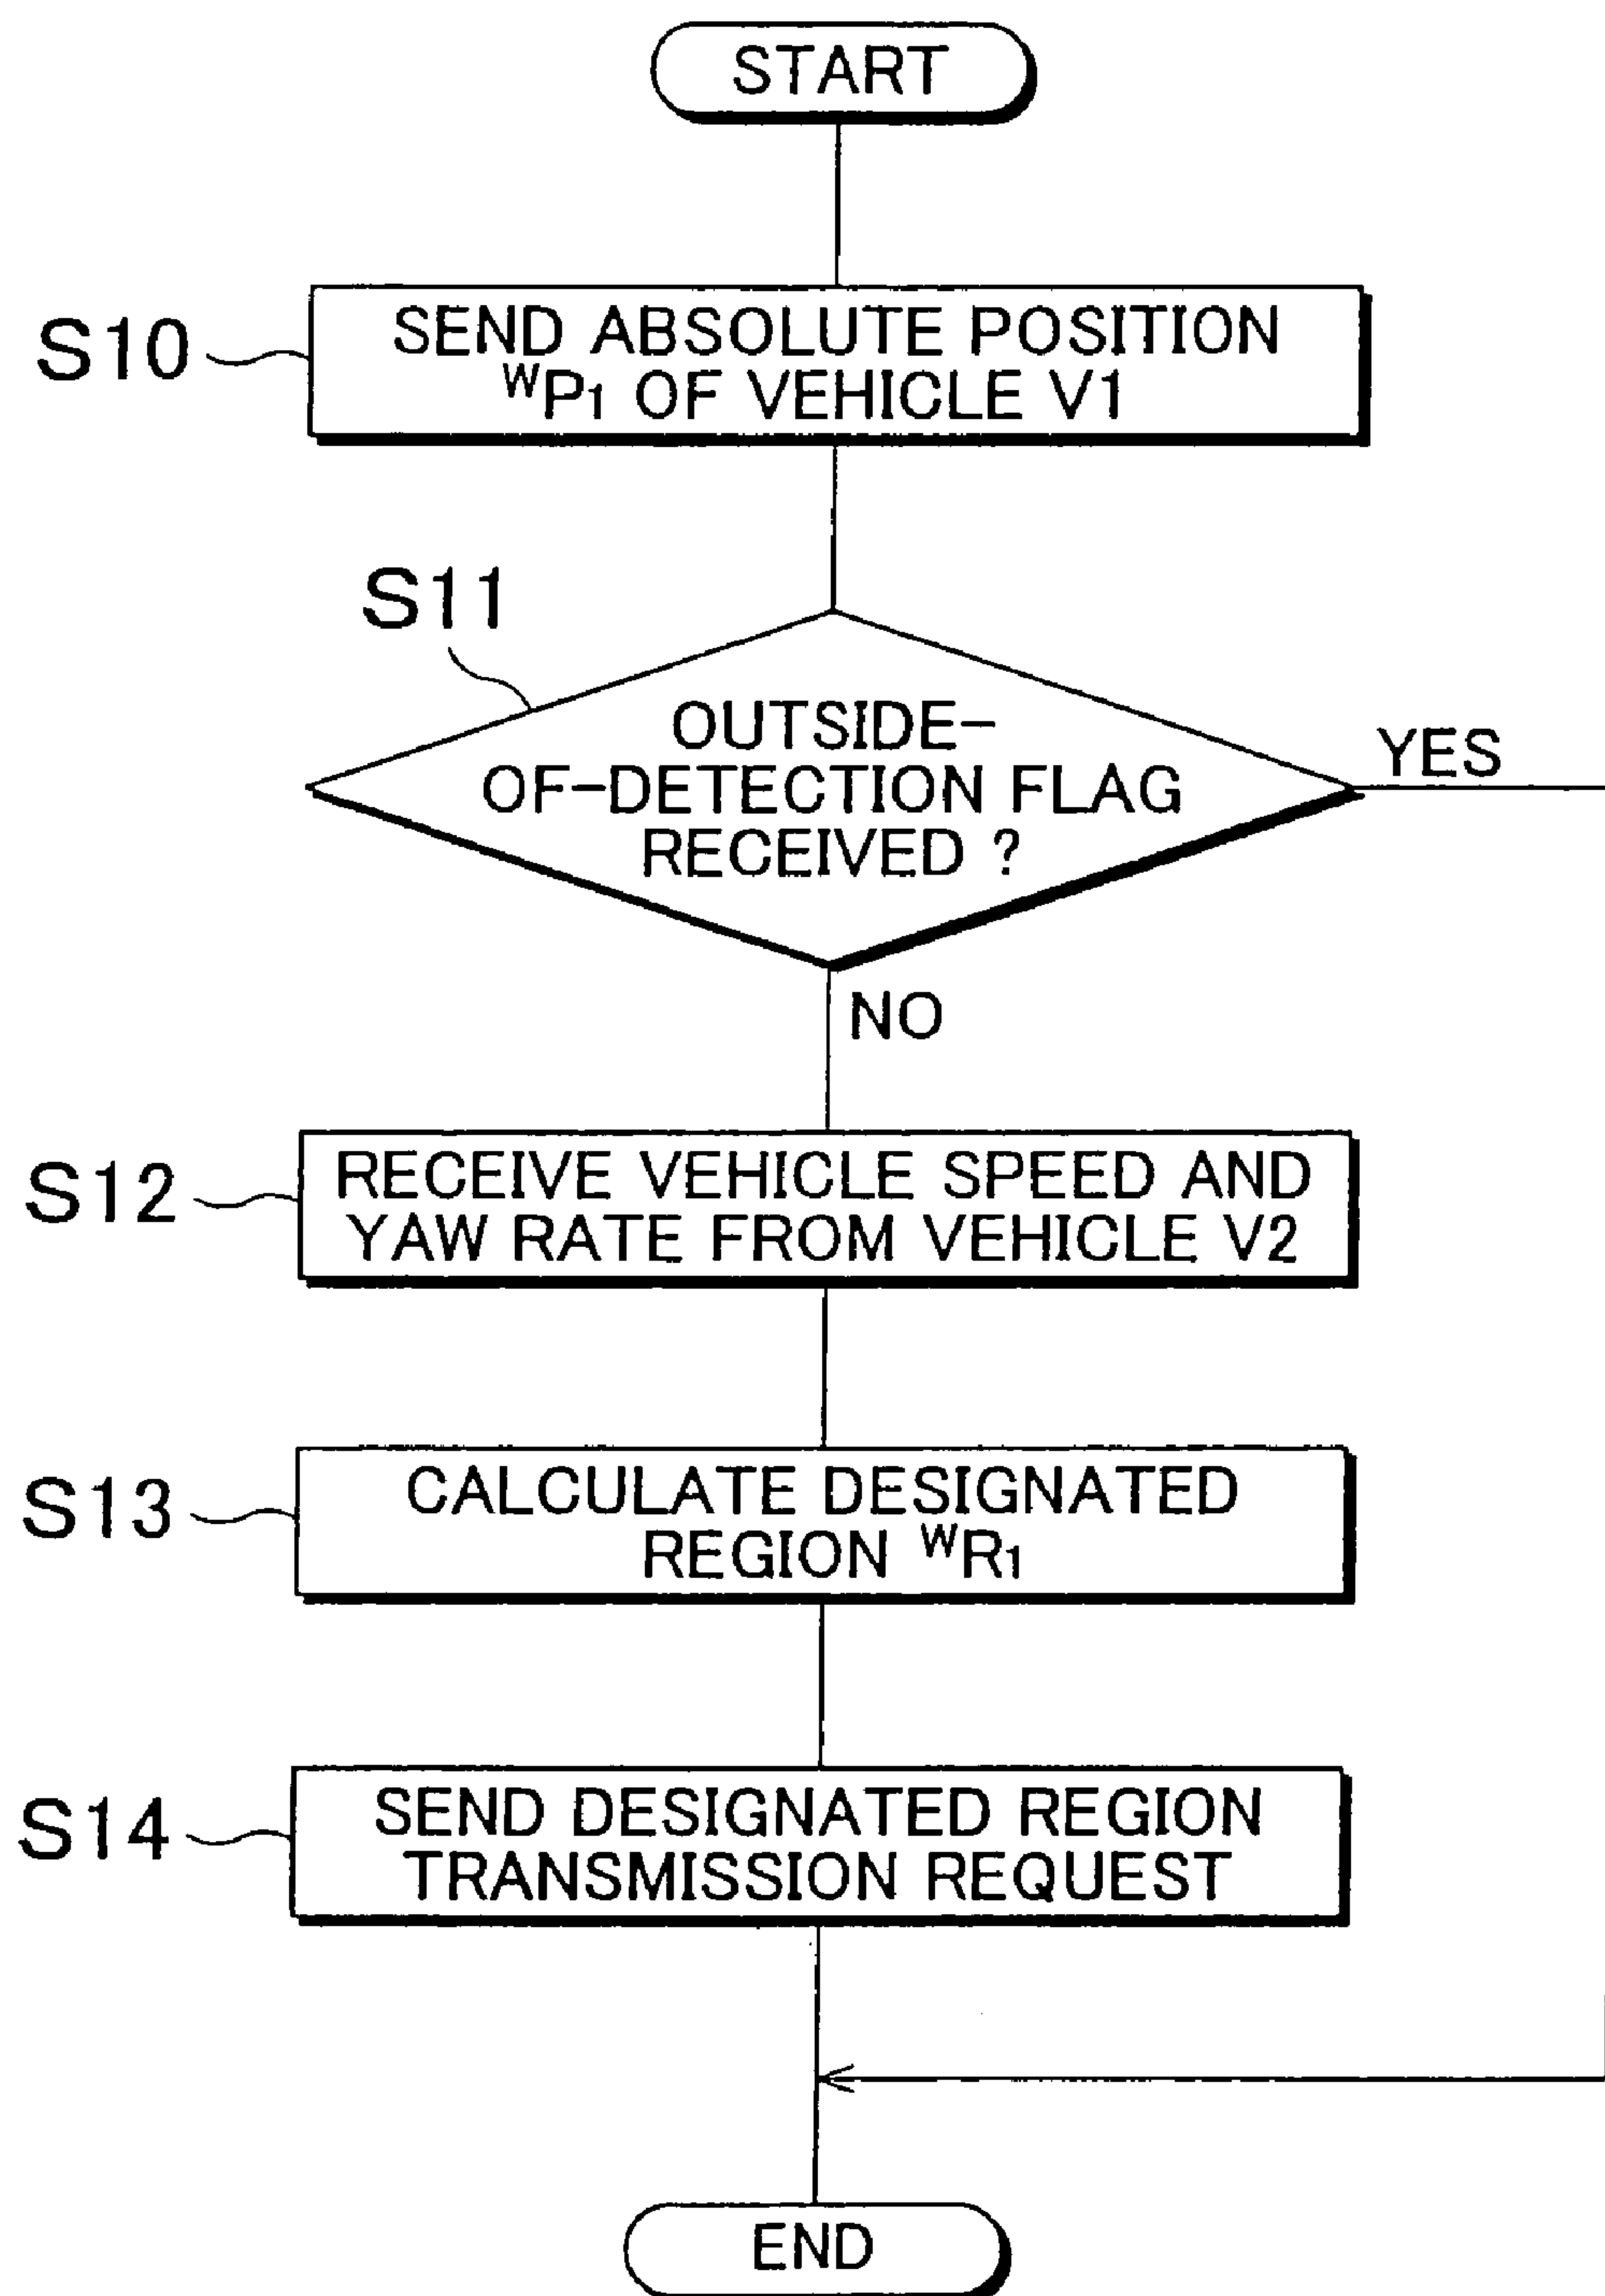 START
S10
SEND ABSOLUTE POSITION
ᵂP₁ OF VEHICLE V1
S11
OUTSIDE-
OF-DETECTION FLAG
RECEIVED ?
YES
NO
S12
RECEIVE VEHICLE SPEED AND
YAW RATE FROM VEHICLE V2
S13
CALCULATE DESIGNATED
REGION ᵂR₁
S14
SEND DESIGNATED REGION
TRANSMISSION REQUEST
END